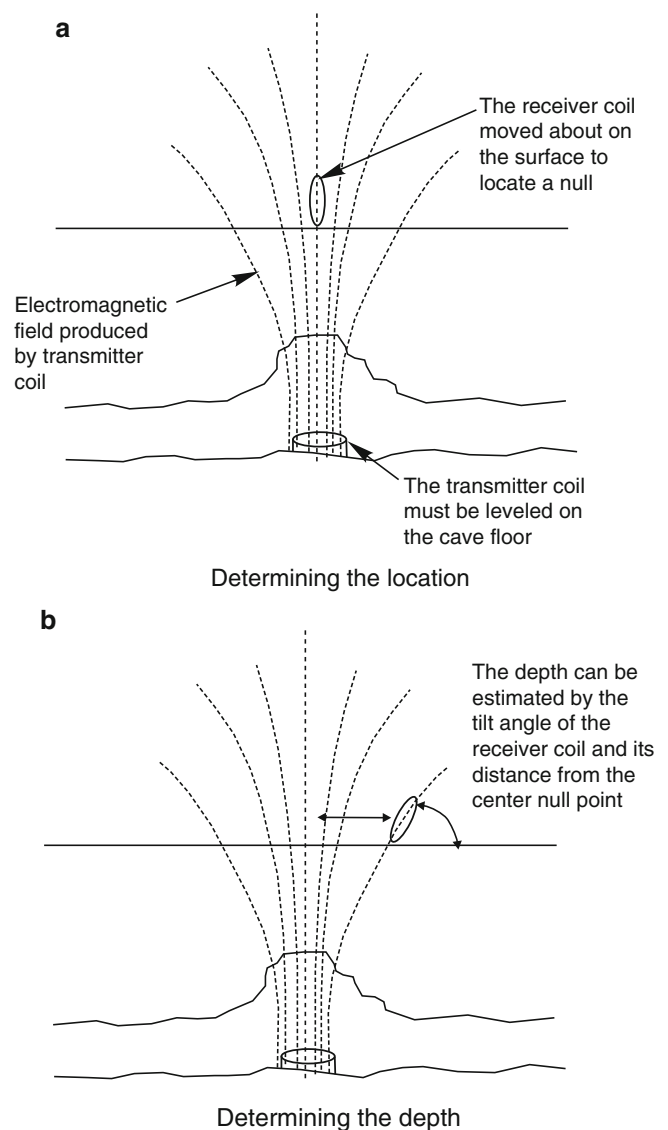 a
The receiver coil
moved about on
the surface to
locate a null
Electromagnetic
field produced
by transmitter
coil
The transmitter coil
must be leveled on
the cave floor
Determining the location
b
The depth can be
estimated by the
tilt angle of the
receiver coil and its
distance from the
center null point
Determining the depth